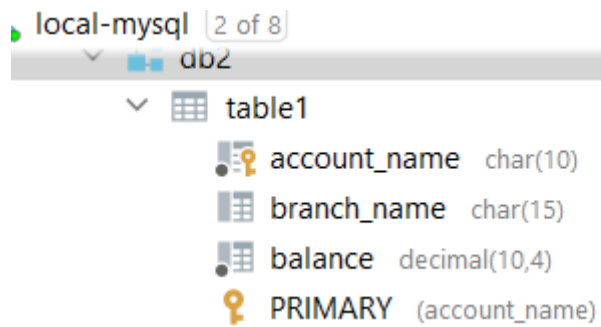 local-mysql 2 of 8
db2
table1
account_name char(10)
branch_name char(15)
balance decimal(10,4)
PRIMARY (account_name)